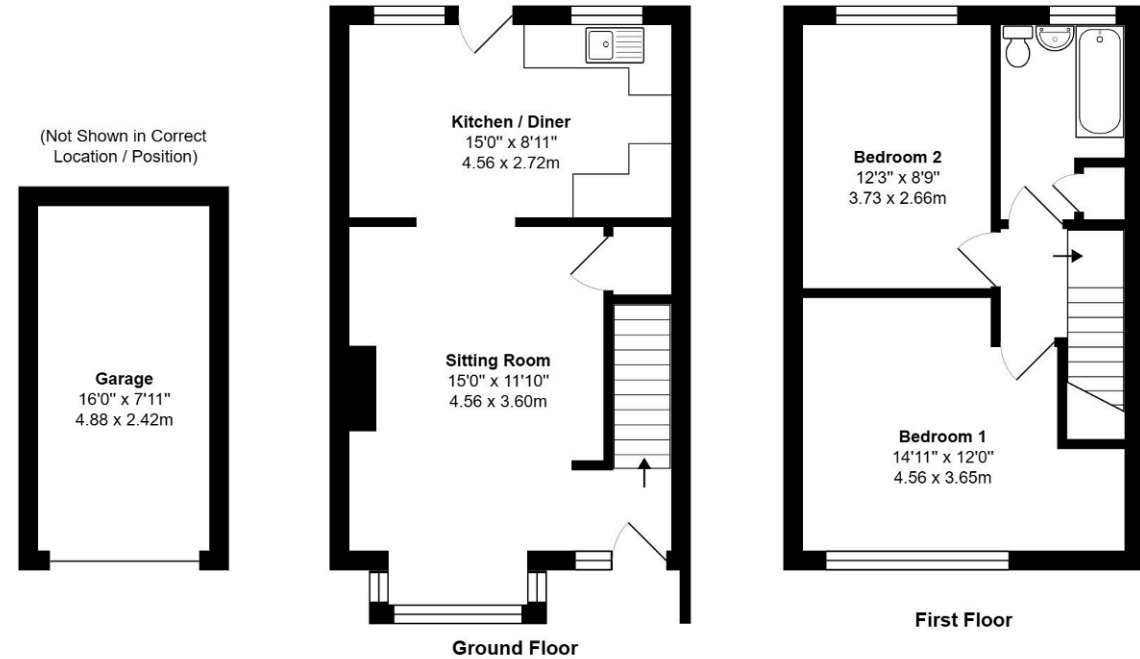 (Not Shown in Correct
Location / Position)
Garage
16'0" x 7'11"
4.88 x 2.42m
Kitchen / Diner
15'0" x 8'11"
4.56 x 2.72m
Sitting Room
15'0" x 11'10"
4.56 x 3.60m
Ground Floor
Bedroom 2
12'3" x 8'9"
3.73 x 2.66m
Bedroom 1
14'11" x 12'0"
4.56 x 3.65m
First Floor